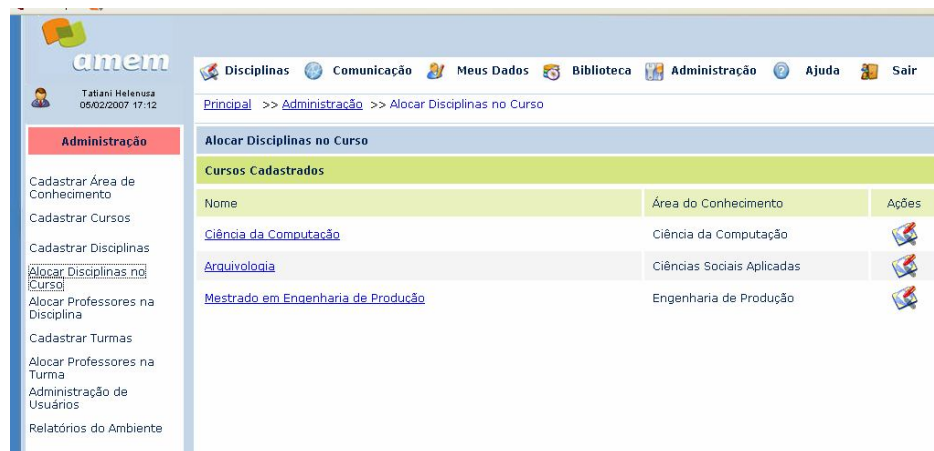 amem
Disciplinas Comunicação Meus Dados Biblioteca Administração Ajuda Sair
Tatiani Helenusa
05/02/2007 17:12
Principal >> Administração >> Alocar Disciplinas no Curso
Administração
Cadastrar Área de
Conhecimento
Cadastrar Cursos
Cadastrar Disciplinas
Alocar Disciplinas no
Curso
Alocar Professores na
Disciplina
Cadastrar Turmas
Alocar Professores na
Turma
Administração de
Usuários
Relatórios do Ambiente
Alocar Disciplinas no Curso
Cursos Cadastrados
Nome Área do Conhecimento Ações
Ciência da Computação Ciência da Computação
Arquivologia Ciências Sociais Aplicadas
Mestrado em Engenharia de Produção Engenharia de Produção